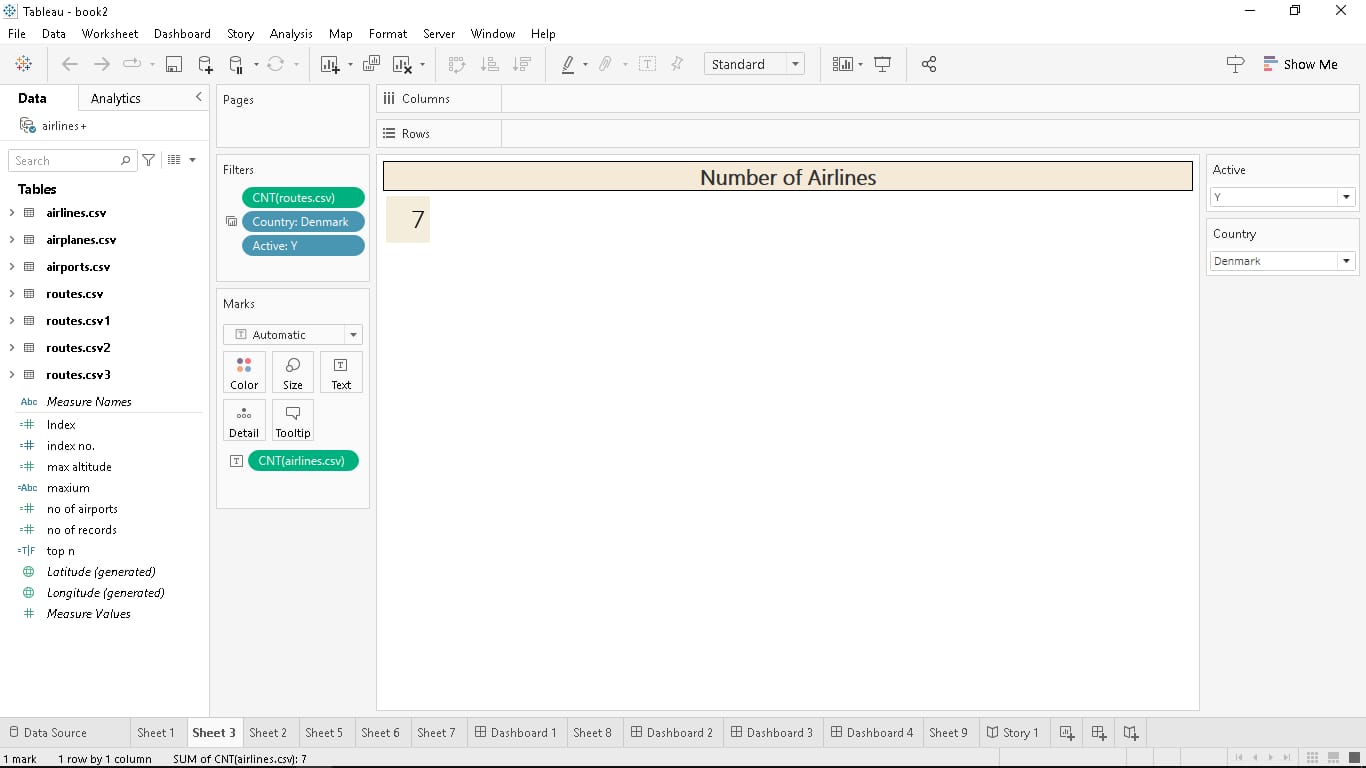 Tableau - book2
File Data Worksheet Dashboard Story Analysis Map Format Server Window Help
Standard
Show Me
Data Analytics
airlines+
Search
Tables
airlines.csv
airplanes.csv
airports.csv
routes.csv
routes.csv1
routes.csv2
routes.csv3
Abc Measure Names
Index
index no.
max altitude
=Abc maxium
no of airports
no of records
=T|F top n
Latitude (generated)
Longitude (generated)
Measure Values
Pages
Filters
CNT(routes.csv)
Country: Denmark
Active: Y
Marks
T Automatic
Color Size Text
Detail Tooltip
CNT(airlines.csv)
Columns
Rows
Number of Airlines
7
Active
Y
Country
Denmark
Data Source Sheet 1 Sheet 3 Sheet 2 Sheet 5 Sheet 6 Sheet 7 Dashboard 1 Sheet 8 Dashboard 2 Dashboard 3 Dashboard 4 Sheet 9 Story 1
1 mark 1 row by 1 column SUM of CNT(airlines.csv): 7